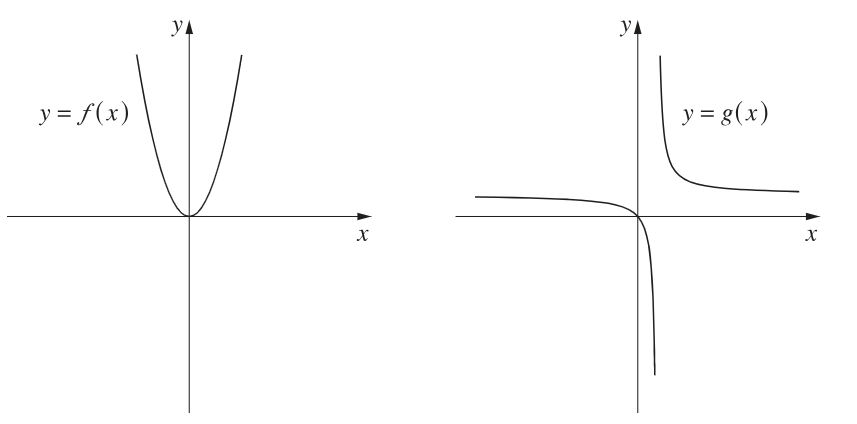 y
y = f(x)
x
y
y = g(x)
x